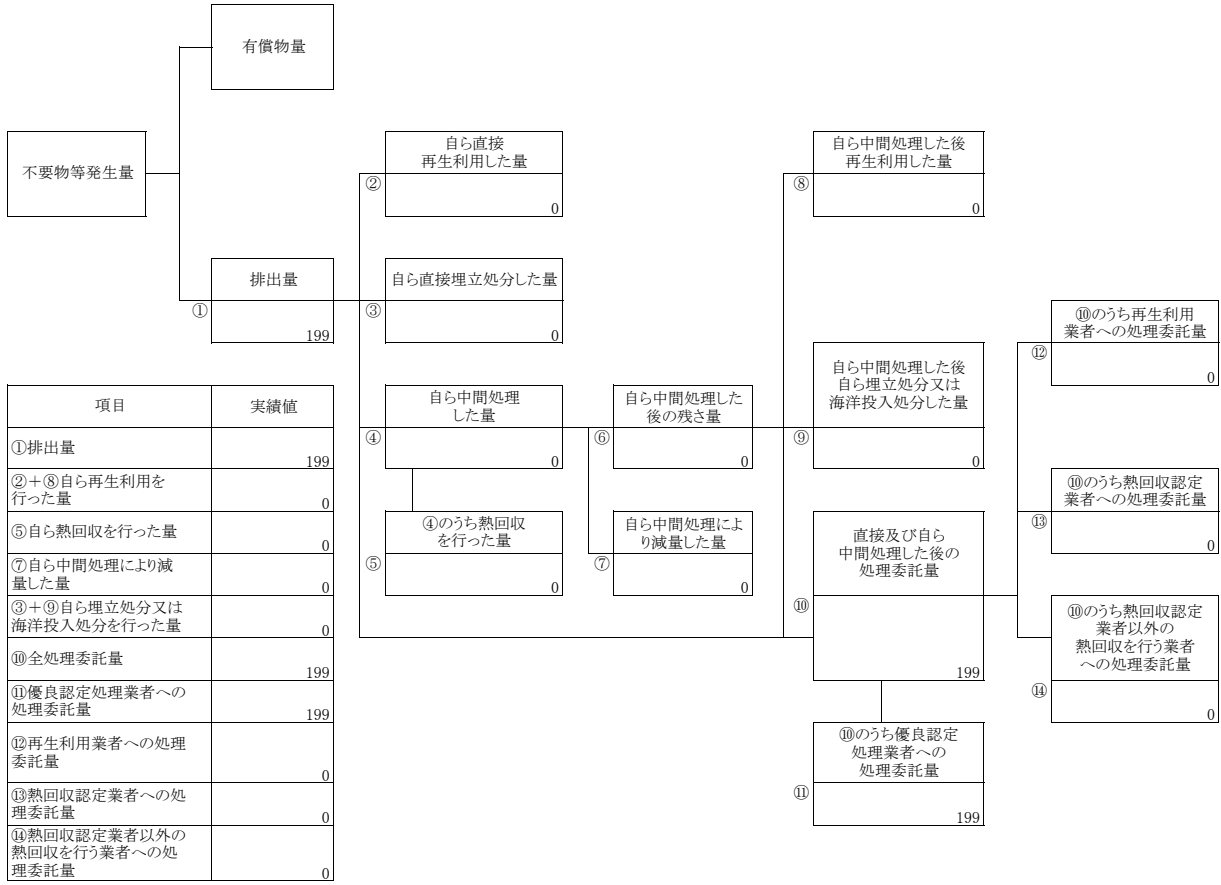 有償物量
不要物等発生量
自ら直接
再生利用した量
②
0
自ら中間処理した後
再生利用した量
⑧
0
排出量
①
199
自ら直接埋立処分した量
③
0
⑩のうち再生利用
業者への処理委託量
⑫
0
自ら中間処理
した量
④
0
自ら中間処理した
後の残さ量
⑥
0
自ら中間処理した後
自ら埋立処分又は
海洋投入処分した量
⑨
0
④のうち熱回収
を行った量
⑤
0
自ら中間処理によ
り減量した量
⑦
0
直接及び自ら
中間処理した後の
処理委託量
⑩
199
⑩のうち熱回収認定
業者への処理委託量
⑬
0
⑩のうち熱回収認定
業者以外の
熱回収を行う業者
への処理委託量
⑭
0
⑩のうち優良認定
処理業者への
処理委託量
⑪
199
項目 実績値
①排出量
199
②+⑧自ら再生利用を
行った量
0
⑤自ら熱回収を行った量
0
⑦自ら中間処理により減
量した量
0
③+⑨自ら埋立処分又は
海洋投入処分を行った量
0
⑩全処理委託量
199
⑪優良認定処理業者への
処理委託量
199
⑫再生利用業者への処理
委託量
0
⑬熱回収認定業者への処
理委託量
0
⑭熱回収認定業者以外の
熱回収を行う業者への処
理委託量
0